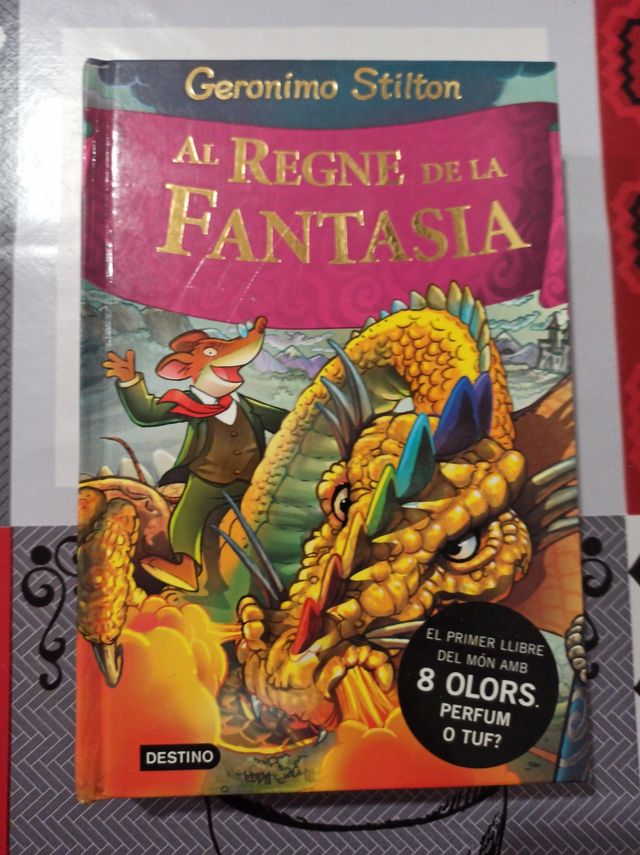 Geronimo Stilton
AL REGNE DE LA
FANTASIA
EL PRIMER LLIBRE
DEL MÓN AMB
8 OLORS.
PERFUM
O TUF?
DESTINO